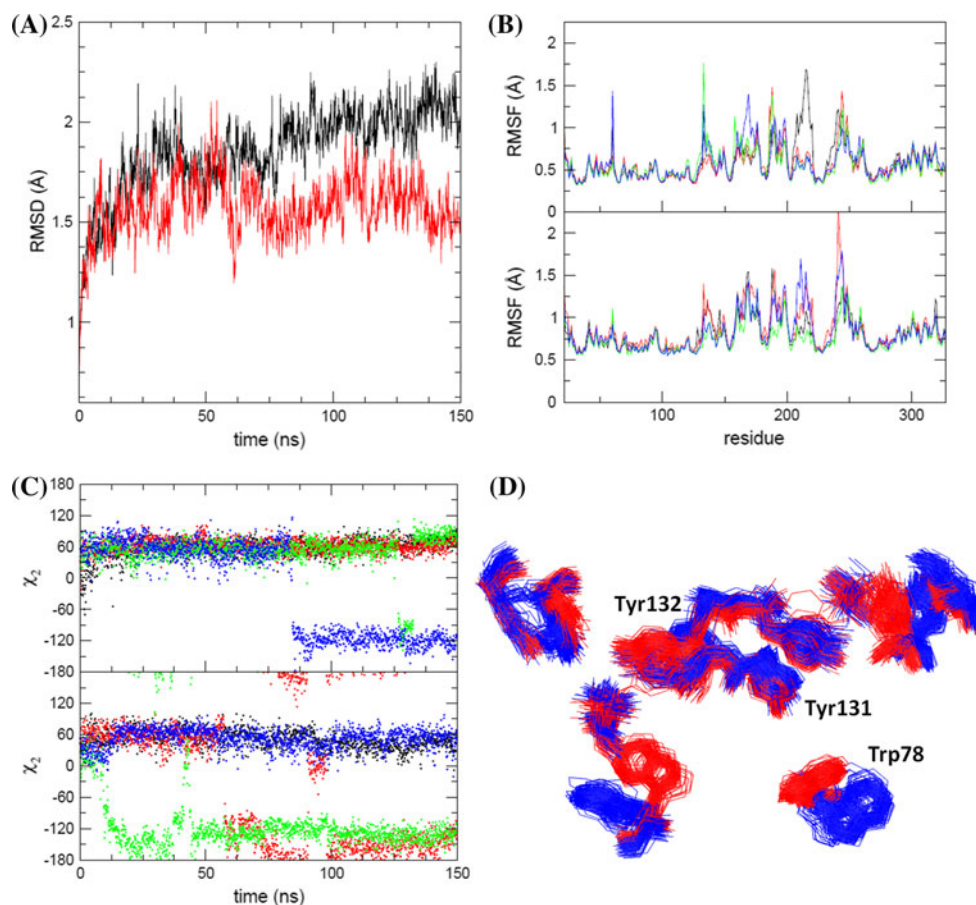 (A)
2.5
2
1.5
1
RMSD (Å)
0 50 100 150
time (ns)
(B)
2
1.5
1
0.5
0
RMSF (Å)
2
1.5
1
0.5
0
RMSF (Å)
100 200 300
residue
(C)
180
120
60
0
-60
-120
-180
χ2
120
60
0
-60
-120
-180
χ2
0 50 100 150
time (ns)
(D)
Tyr132
Tyr131
Trp78